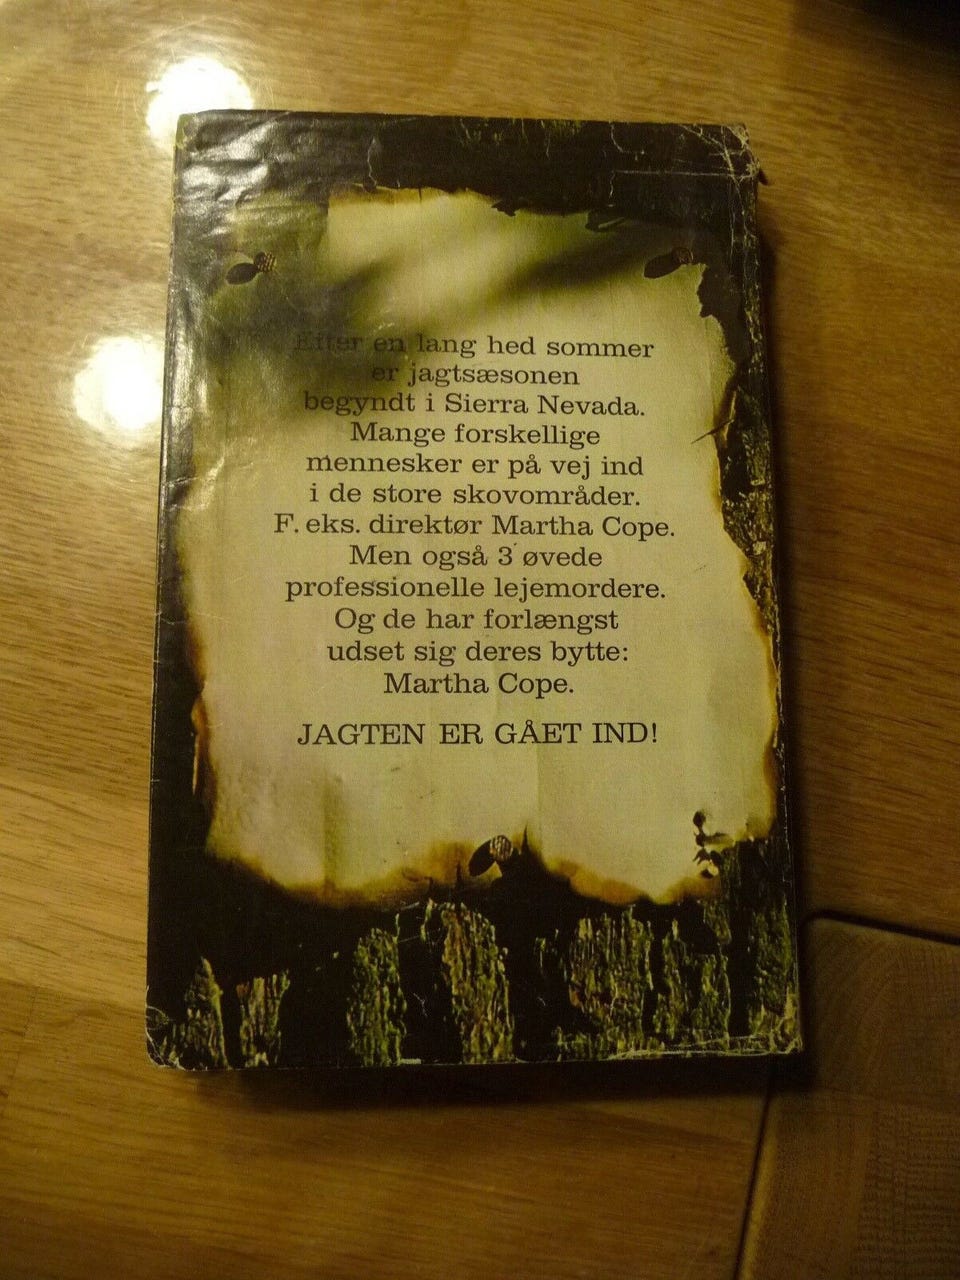 Efter en lang hed sommer
er jagtsæsonen
begyndt i Sierra Nevada.
Mange forskellige
mennesker er på vej ind
i de store skovområder.
F. eks. direktør Martha Cope.
Men også 3 øvede
professionelle lejemordere.
Og de har forlængst
udset sig deres bytte:
Martha Cope.
JAGTEN ER GÅET IND!